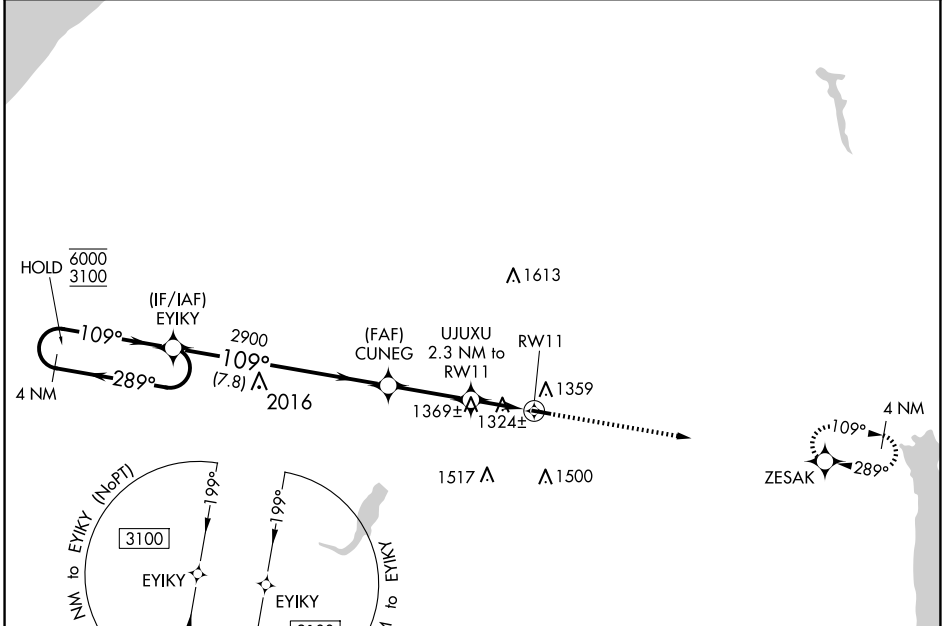 HOLD 6000
3100
(IF/IAF)
EYIKY
109°
289°
4 NM
2900
109°
(7.8)
2016
(FAF)
CUNEG
UJUXU
2.3 NM to
RW11
RW11
1613
1359
1369±
1324±
1517
1500
4 NM
109°
289°
ZESAK
NM to EYIKY (NoPT)
199°
3100
EYIKY
199°
EYIKY
to EYIKY